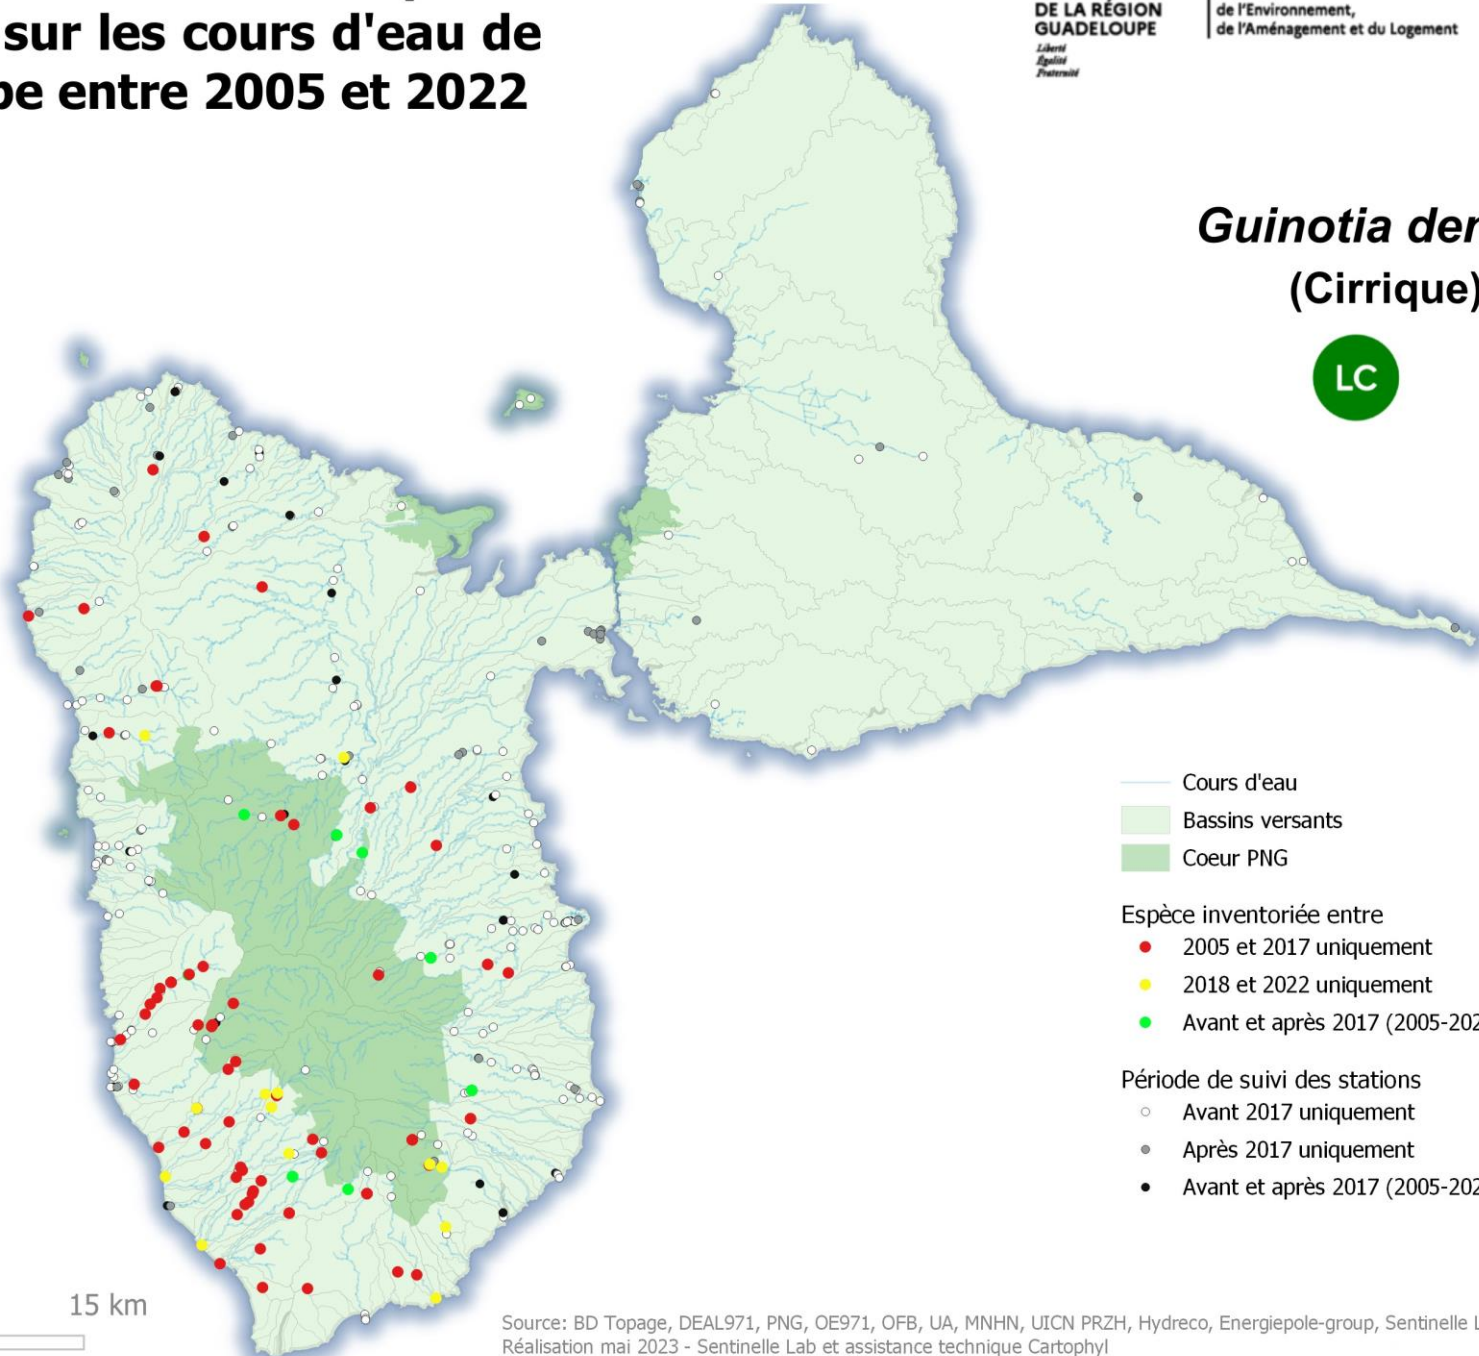 sur les cours d'eau de
pe entre 2005 et 2022
DE LA RÉGION
GUADELOUPE
Liberté
Égalité
Fraternité
de l'Environnement,
de l'Aménagement et du Logement
Guinotia den
(Cirrique)
LC
Cours d'eau
Bassins versants
Coeur PNG
Espèce inventoriée entre
2005 et 2017 uniquement
2018 et 2022 uniquement
Avant et après 2017 (2005-202
Période de suivi des stations
Avant 2017 uniquement
Après 2017 uniquement
Avant et après 2017 (2005-202
15 km
Source: BD Topage, DEAL971, PNG, OE971, OFB, UA, MNHN, UICN PRZH, Hydreco, Energiepole-group, Sentinelle L
Réalisation mai 2023 - Sentinelle Lab et assistance technique Cartophyl